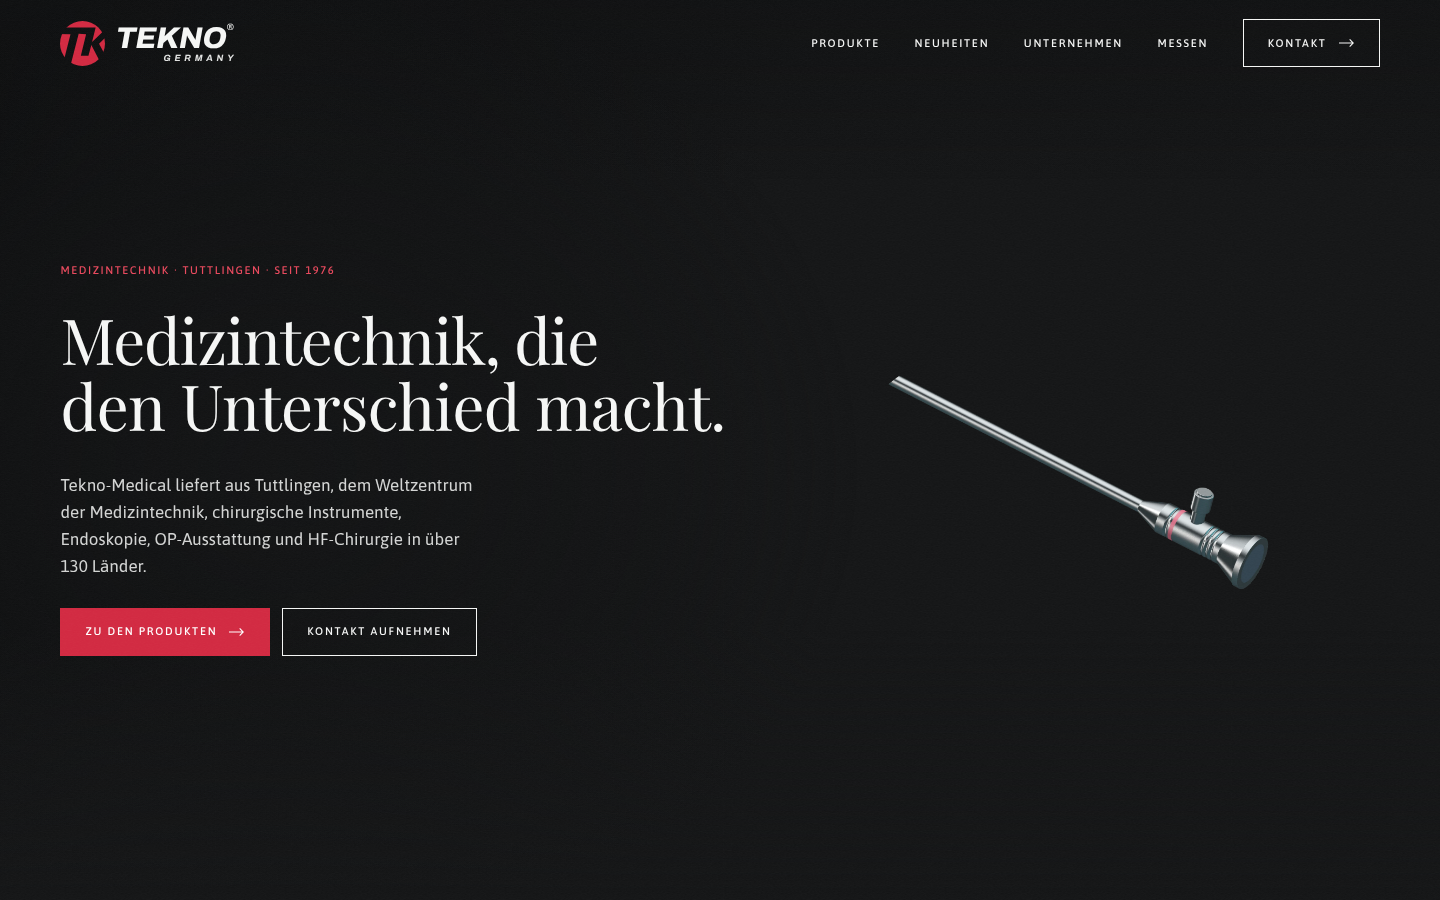 TEKNO®
GERMANY
PRODUKTE NEUHEITEN UNTERNEHMEN MESSEN KONTAKT
MEDIZINTECHNIK · TUTTLINGEN · SEIT 1976
Medizintechnik, die
den Unterschied macht.
Tekno-Medical liefert aus Tuttlingen, dem Weltzentrum
der Medizintechnik, chirurgische Instrumente,
Endoskopie, OP-Ausstattung und HF-Chirurgie in über
130 Länder.
ZU DEN PRODUKTEN KONTAKT AUFNEHMEN